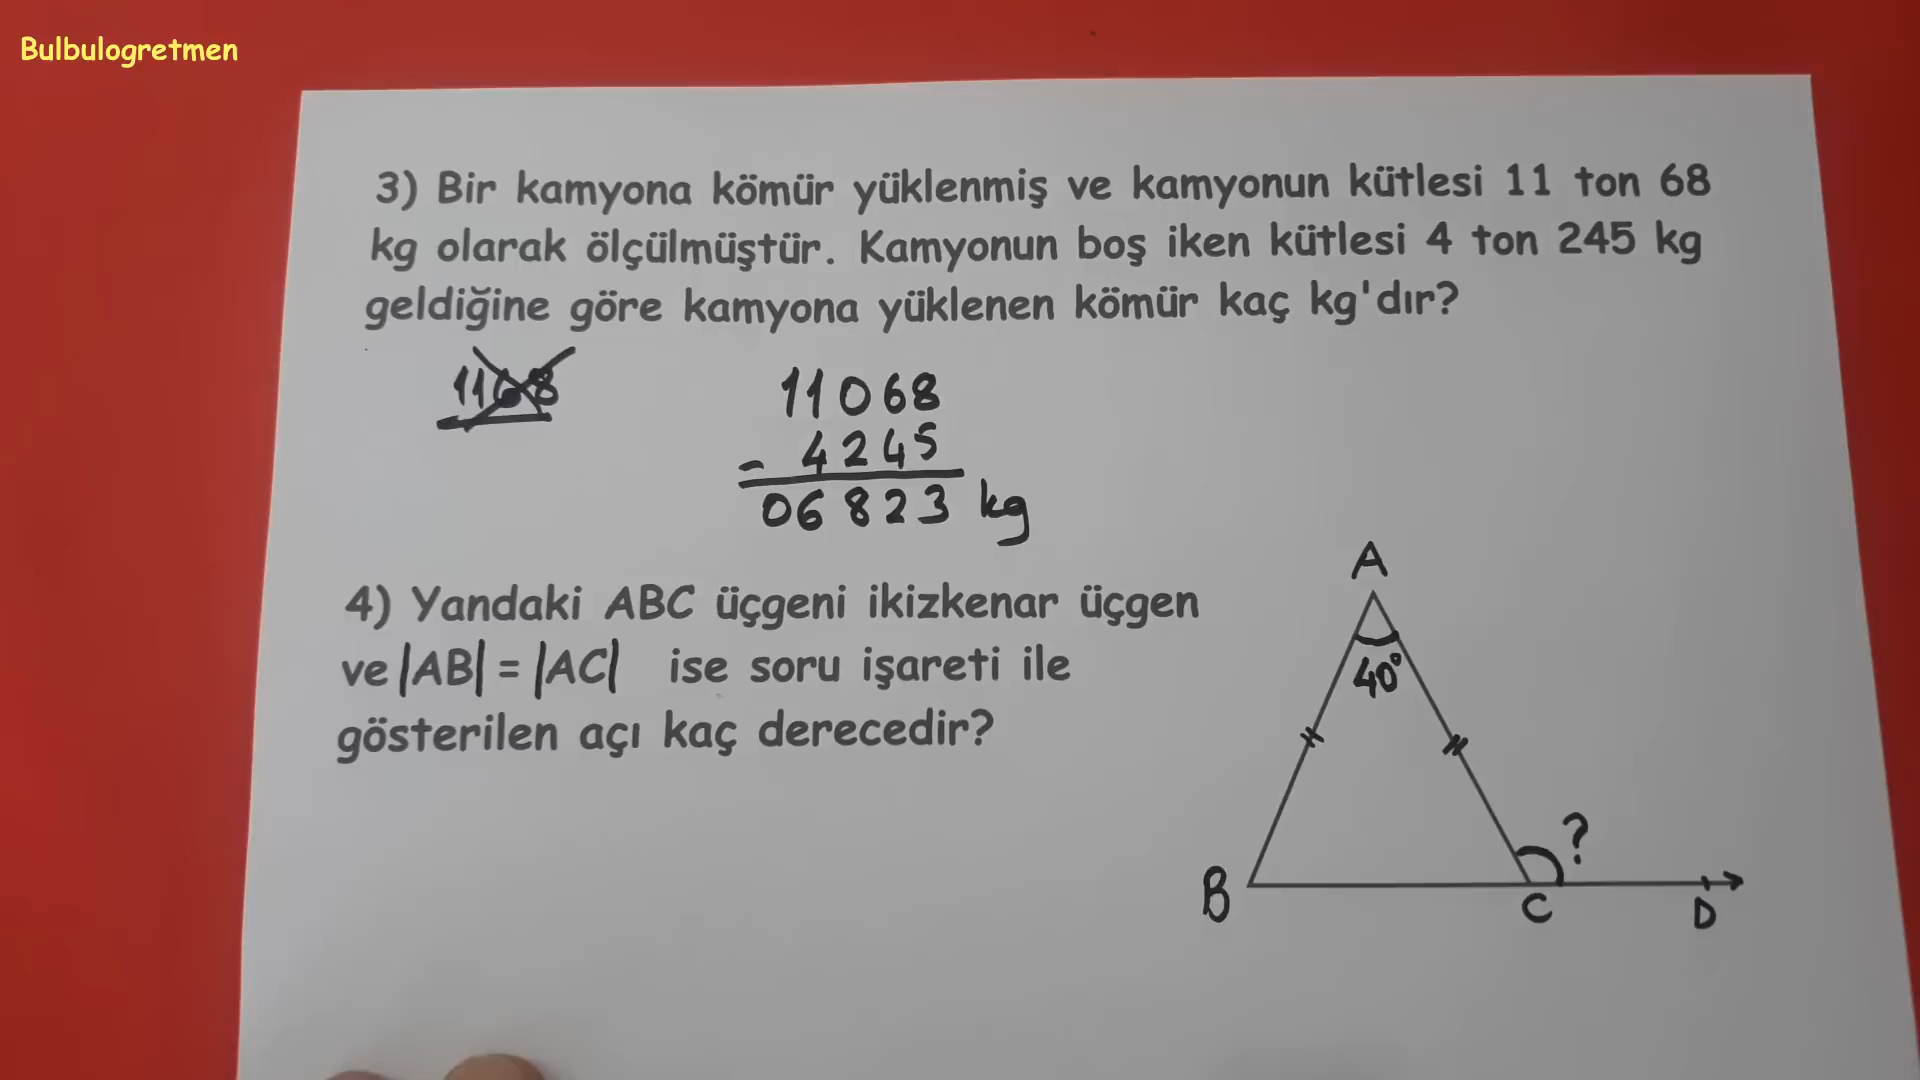 Bulbulogretmen
3) Bir kamyona kömür yüklenmiş ve kamyonun kütlesi 11 ton 68
kg olarak ölçülmüştür. Kamyonun boş iken kütlesi 4 ton 245 kg
geldiğine göre kamyona yüklenen kömür kaç kg'dır?
11068
- 4245
06823 kg
4) Yandaki ABC üçgeni ikizkenar üçgen
ve |AB| = |AC| ise soru işareti ile
gösterilen açı kaç derecedir?
A
40°
?
B
C
D